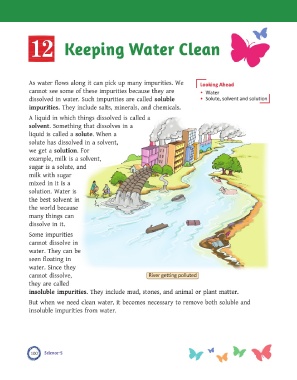 12 Keeping Water Clean
As water flows along it can pick up many impurities. We
cannot see some of these impurities because they are
dissolved in water. Such impurities are called soluble
impurities. They include salts, minerals, and chemicals.
Looking Ahead
• Water
• Solute, solvent and solution
A liquid in which things dissolved is called a
solvent. Something that dissolves in a
liquid is called a solute. When a
solute has dissolved in a solvent,
we get a solution. For
example, milk is a solvent,
sugar is a solute, and
milk with sugar
mixed in it is a
solution. Water is
the best solvent in
the world because
many things can
dissolve in it.
Some impurities
cannot dissolve in
water. They can be
seen floating in
water. Since they
cannot dissolve,
they are called
River getting polluted
insoluble impurities. They include mud, stones, and animal or plant matter.
But when we need clean water, it becomes necessary to remove both soluble and
insoluble impurities from water.
100 Science-5